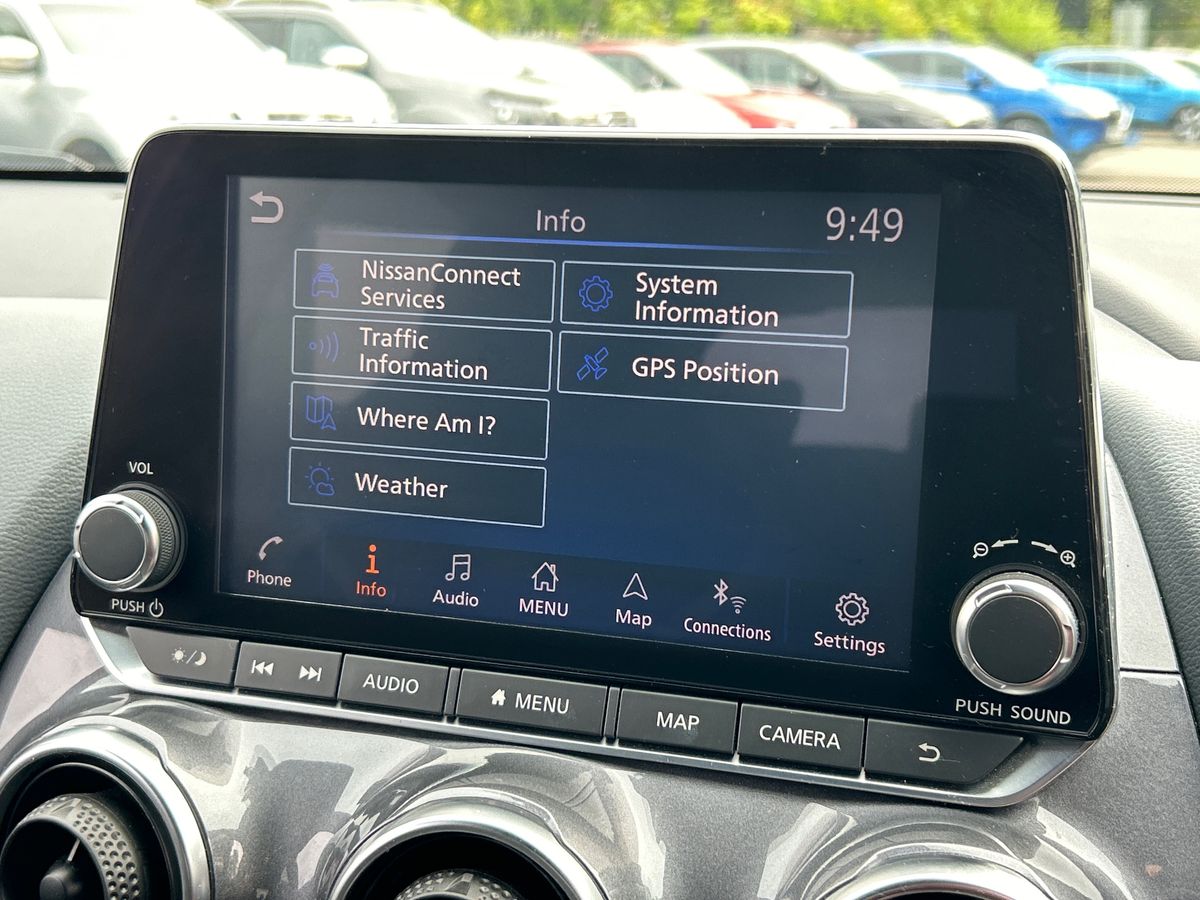 Info
9:49
NissanConnect
Services
System
Information
Traffic
Information
GPS Position
Where Am I?
Weather
Phone
Info
Audio
MENU
Map
Connections
Settings
VOL
PUSH
AUDIO
MENU
MAP
CAMERA
PUSH SOUND